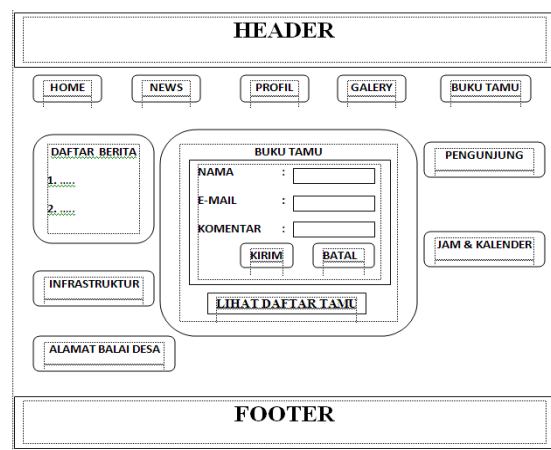 HEADER
HOME NEWS PROFIL GALERY BUKU TAMU
DAFTAR BERITA
1. .....
2. .....
INFRASTRUKTUR
ALAMAT BALAI DESA
BUKU TAMU
NAMA :
E-MAIL :
KOMENTAR :
KIRIM BATAL
LIHAT DAFTAR TAMU
PENGUNJUNG
JAM & KALENDER
FOOTER